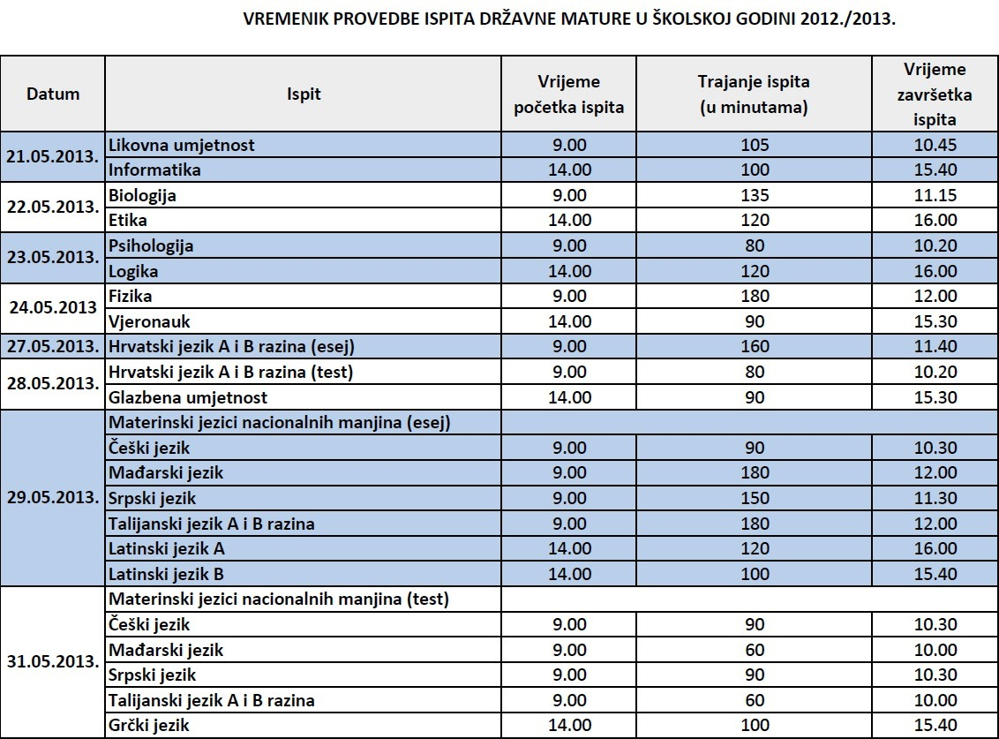 VREMENIK PROVEDBE ISPITA DRŽAVNE MATURE U ŠKOLSKOJ GODINI 2012./2013.
Datum Ispit Vrijeme početka ispita Trajanje ispita (u minutama) Vrijeme završetka ispita
21.05.2013. Likovna umjetnost 9.00 105 10.45
Informatika 14.00 100 15.40
22.05.2013. Biologija 9.00 135 11.15
Etika 14.00 120 16.00
23.05.2013. Psihologija 9.00 80 10.20
Logika 14.00 120 16.00
24.05.2013 Fizika 9.00 180 12.00
Vjeronauk 14.00 90 15.30
27.05.2013. Hrvatski jezik A i B razina (esej) 9.00 160 11.40
28.05.2013. Hrvatski jezik A i B razina (test) 9.00 80 10.20
Glazbena umjetnost 14.00 90 15.30
29.05.2013. Materinski jezici nacionalnih manjina (esej)
Češki jezik 9.00 90 10.30
Mađarski jezik 9.00 180 12.00
Srpski jezik 9.00 150 11.30
Talijanski jezik A i B razina 9.00 180 12.00
Latinski jezik A 14.00 120 16.00
Latinski jezik B 14.00 100 15.40
31.05.2013. Materinski jezici nacionalnih manjina (test)
Češki jezik 9.00 90 10.30
Mađarski jezik 9.00 60 10.00
Srpski jezik 9.00 90 10.30
Talijanski jezik A i B razina 9.00 60 10.00
Grčki jezik 14.00 100 15.40